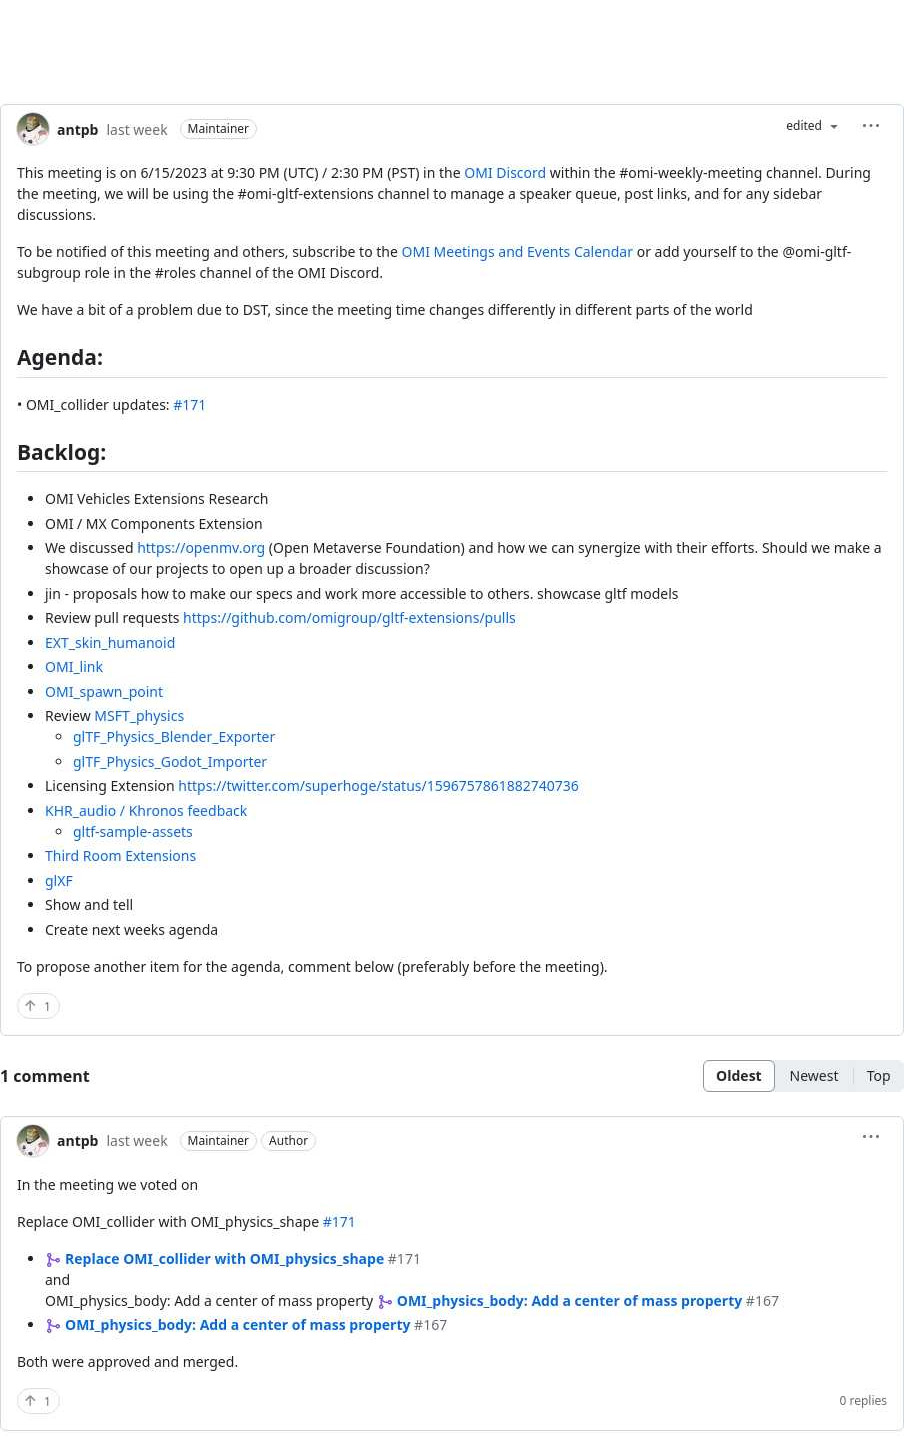 antpb last week Maintainer edited
This meeting is on 6/15/2023 at 9:30 PM (UTC) / 2:30 PM (PST) in the OMI Discord within the #omi-weekly-meeting channel. During
the meeting, we will be using the #omi-gltf-extensions channel to manage a speaker queue, post links, and for any sidebar
discussions.
To be notified of this meeting and others, subscribe to the OMI Meetings and Events Calendar or add yourself to the @omi-gltf-
subgroup role in the #roles channel of the OMI Discord.
We have a bit of a problem due to DST, since the meeting time changes differently in different parts of the world
Agenda:
• OMI_collider updates: #171
Backlog:
• OMI Vehicles Extensions Research
• OMI / MX Components Extension
• We discussed https://openmv.org (Open Metaverse Foundation) and how we can synergize with their efforts. Should we make a
showcase of our projects to open up a broader discussion?
• jin - proposals how to make our specs and work more accessible to others. showcase gltf models
• Review pull requests https://github.com/omigroup/gltf-extensions/pulls
• EXT_skin_humanoid
• OMI_link
• OMI_spawn_point
• Review MSFT_physics
◦ glTF_Physics_Blender_Exporter
◦ glTF_Physics_Godot_Importer
• Licensing Extension https://twitter.com/superhoge/status/1596757861882740736
• KHR_audio / Khronos feedback
◦ gltf-sample-assets
• Third Room Extensions
• glXF
• Show and tell
• Create next weeks agenda
To propose another item for the agenda, comment below (preferably before the meeting).
↑ 1
1 comment Oldest Newest Top
antpb last week Maintainer Author
In the meeting we voted on
Replace OMI_collider with OMI_physics_shape #171
• Replace OMI_collider with OMI_physics_shape #171
and
OMI_physics_body: Add a center of mass property OMI_physics_body: Add a center of mass property #167
• OMI_physics_body: Add a center of mass property #167
Both were approved and merged.
↑ 1 0 replies